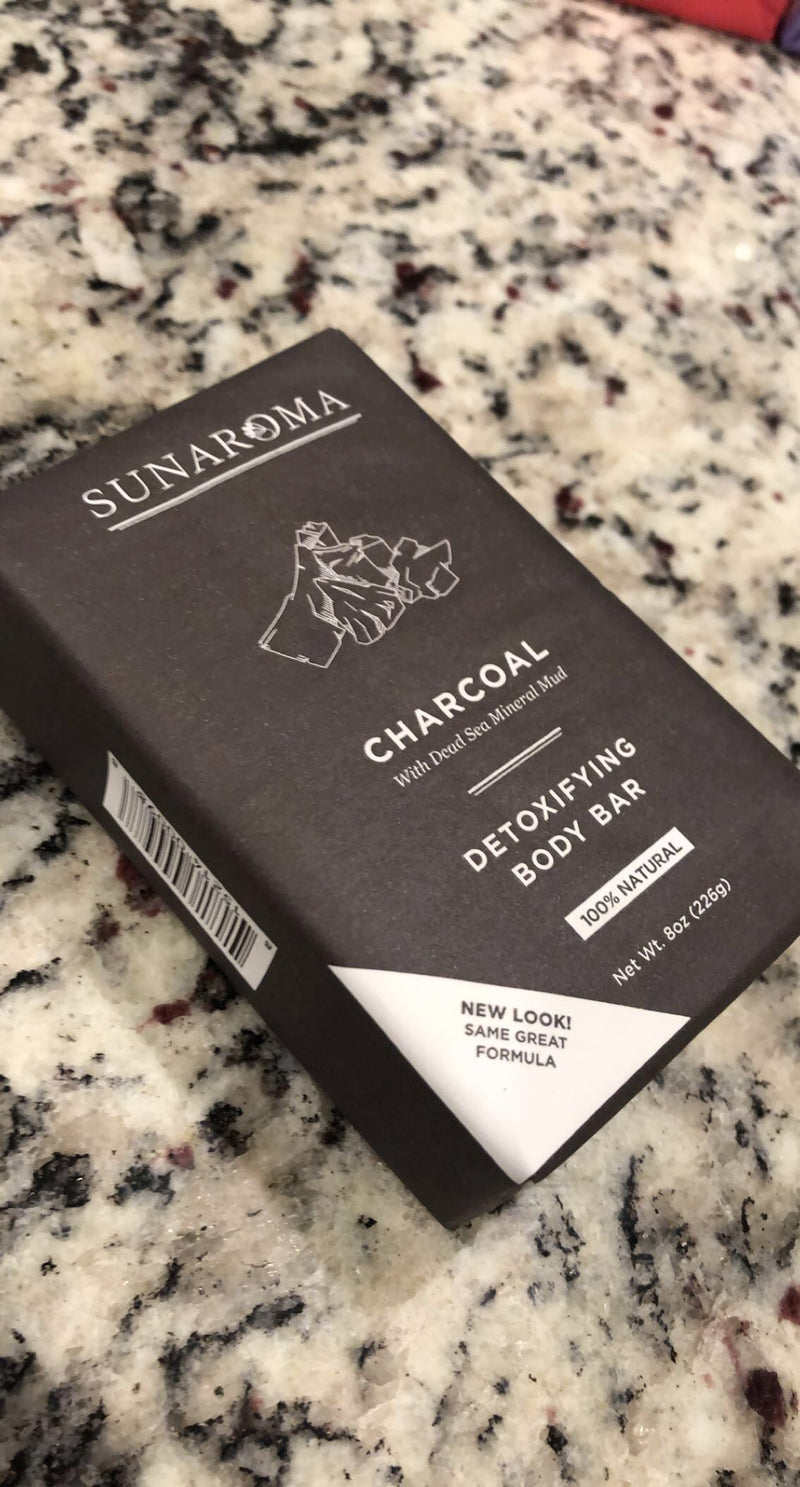 SUNAROMA
CHARCOAL
With Dead Sea Mineral Mud
DETOXIFYING
BODY BAR
100% NATURAL
Net Wt. 8oz (226g)
NEW LOOK!
SAME GREAT
FORMULA